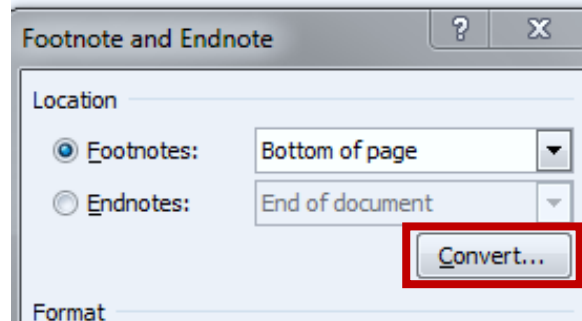 Footnote and Endnote
Location
Footnotes: Bottom of page
Endnotes: End of document
Convert...
Format